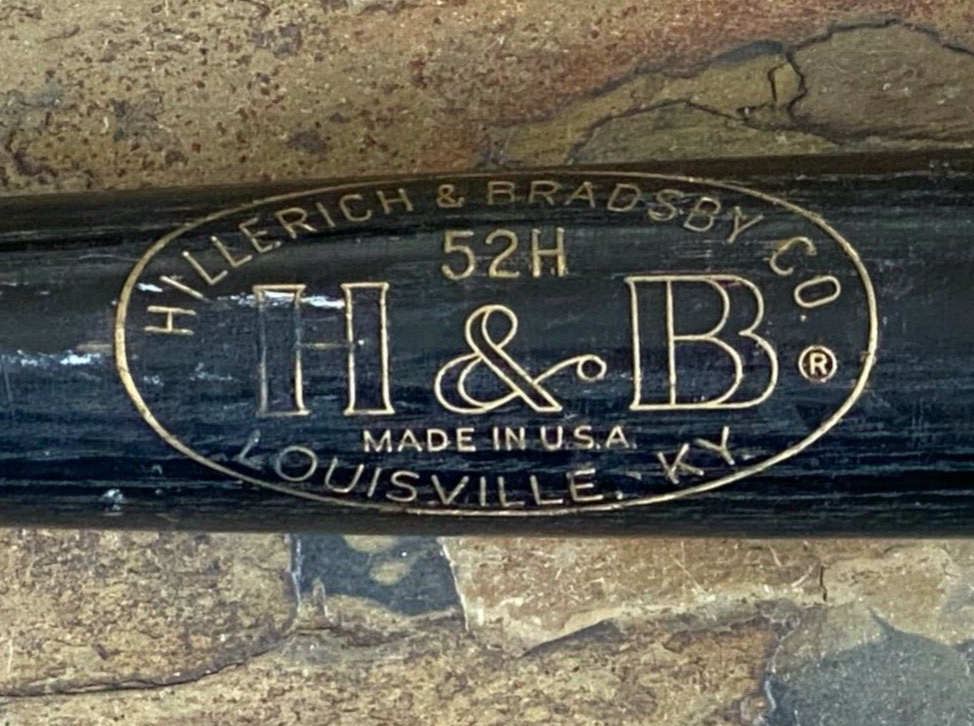 HILLERICH & BRADSBY CO.
52H
H & B ®
MADE IN U.S.A.
LOUISVILLE, KY.